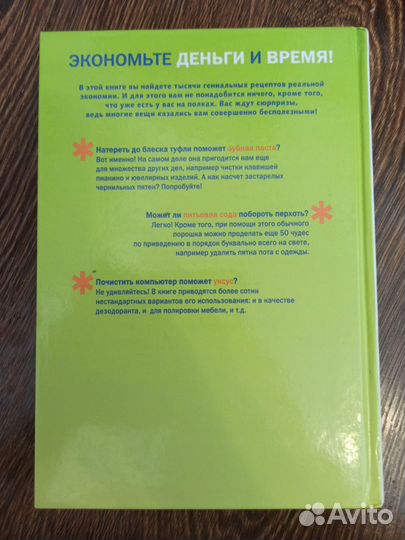 ЭКОНОМЬТЕ ДЕНЬГИ И ВРЕМЯ!
В этой книге вы найдете тысячи гениальных рецептов реальной
экономии. И для этого вам не понадобится ничего, кроме того,
что уже есть у вас на полках. Вас ждут сюрпризы,
ведь многие вещи казались вам совершенно бесполезными!
Натереть до блеска туфли поможет зубная паста?
Вот именно! На самом деле она пригодится вам еще
для множества других дел, например чистки клавишей
пианино и ювелирных изделий. А как насчет застарелых
чернильных пятен? Попробуйте!
Может ли питьевая сода побороть перхоть?
Легко! Кроме того, при помощи этого обычного
порошка можно проделать еще 50 чудес
по приведению в порядок буквально всего на свете,
например удалить пятна пота с одежды.
Почистить компьютер поможет уксус?
Не удивляйтесь! В книге приводятся более сотни
нестандартных вариантов его использования: и в качестве
дезодоранта, и для полировки мебели, и т.д.
Avito